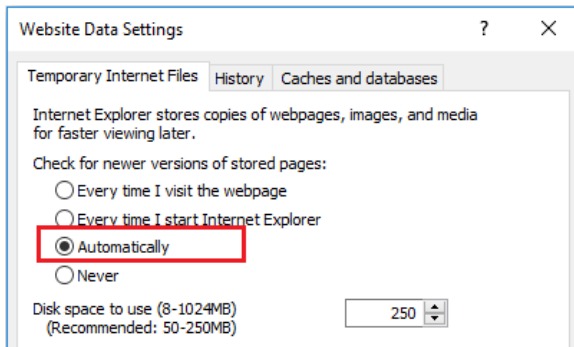 Website Data Settings ?
Temporary Internet Files History Caches and databases
Internet Explorer stores copies of webpages, images, and media
for faster viewing later.
Check for newer versions of stored pages:
Every time I visit the webpage
Every time I start Internet Explorer
Automatically
Never
Disk space to use (8-1024MB) 250
(Recommended: 50-250MB)